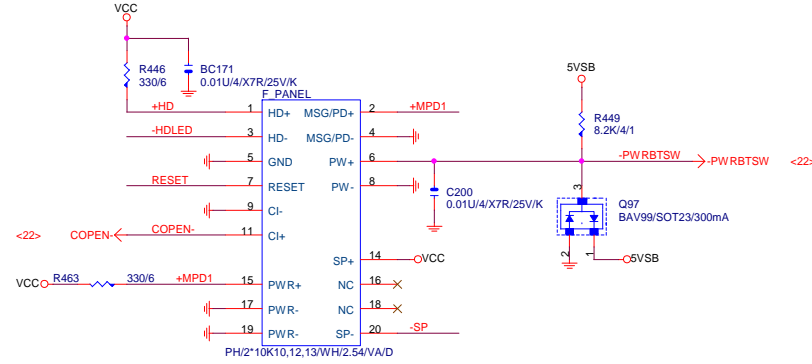 VCC
R446
330/6
BC171
0.01U/4/X7R/25V/K
5VSB
F_PANEL
+HD
1
HD+
MSG/PD+
2
+MPD1
R449
8.2K/4/1
-HDLED
3
HD-
MSG/PD-
4
5
GND
PW+
6
-PWRBTSW
-PWRBTSW
<22>
RESET
7
RESET
PW-
8
C200
0.01U/4/X7R/25V/K
3
Q97
BAV99/SOT23/300mA
9
CI-
<22>
COPEN-
COPEN-
11
CI+
2
1
5VSB
SP+
14
VCC
VCC
R463
330/6
+MPD1
15
PWR+
NC
16
17
PWR-
NC
18
19
PWR-
SP-
20
-SP
PH/2*10K10,12,13/WH/2.54/VA/D